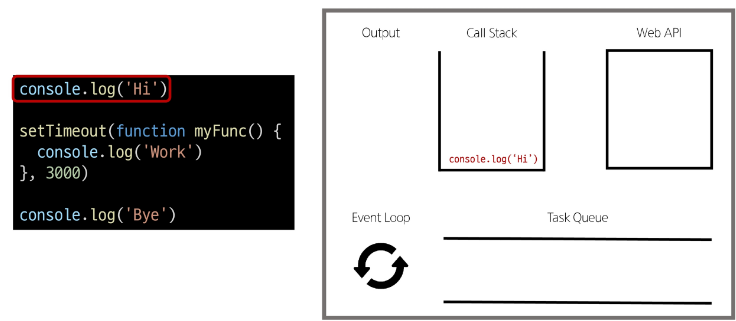 console.log('Hi')
setTimeout(function myFunc() {
  console.log('Work')
}, 3000)
console.log('Bye')
Output
Call Stack
Web API
console.log('Hi')
Event Loop
Task Queue